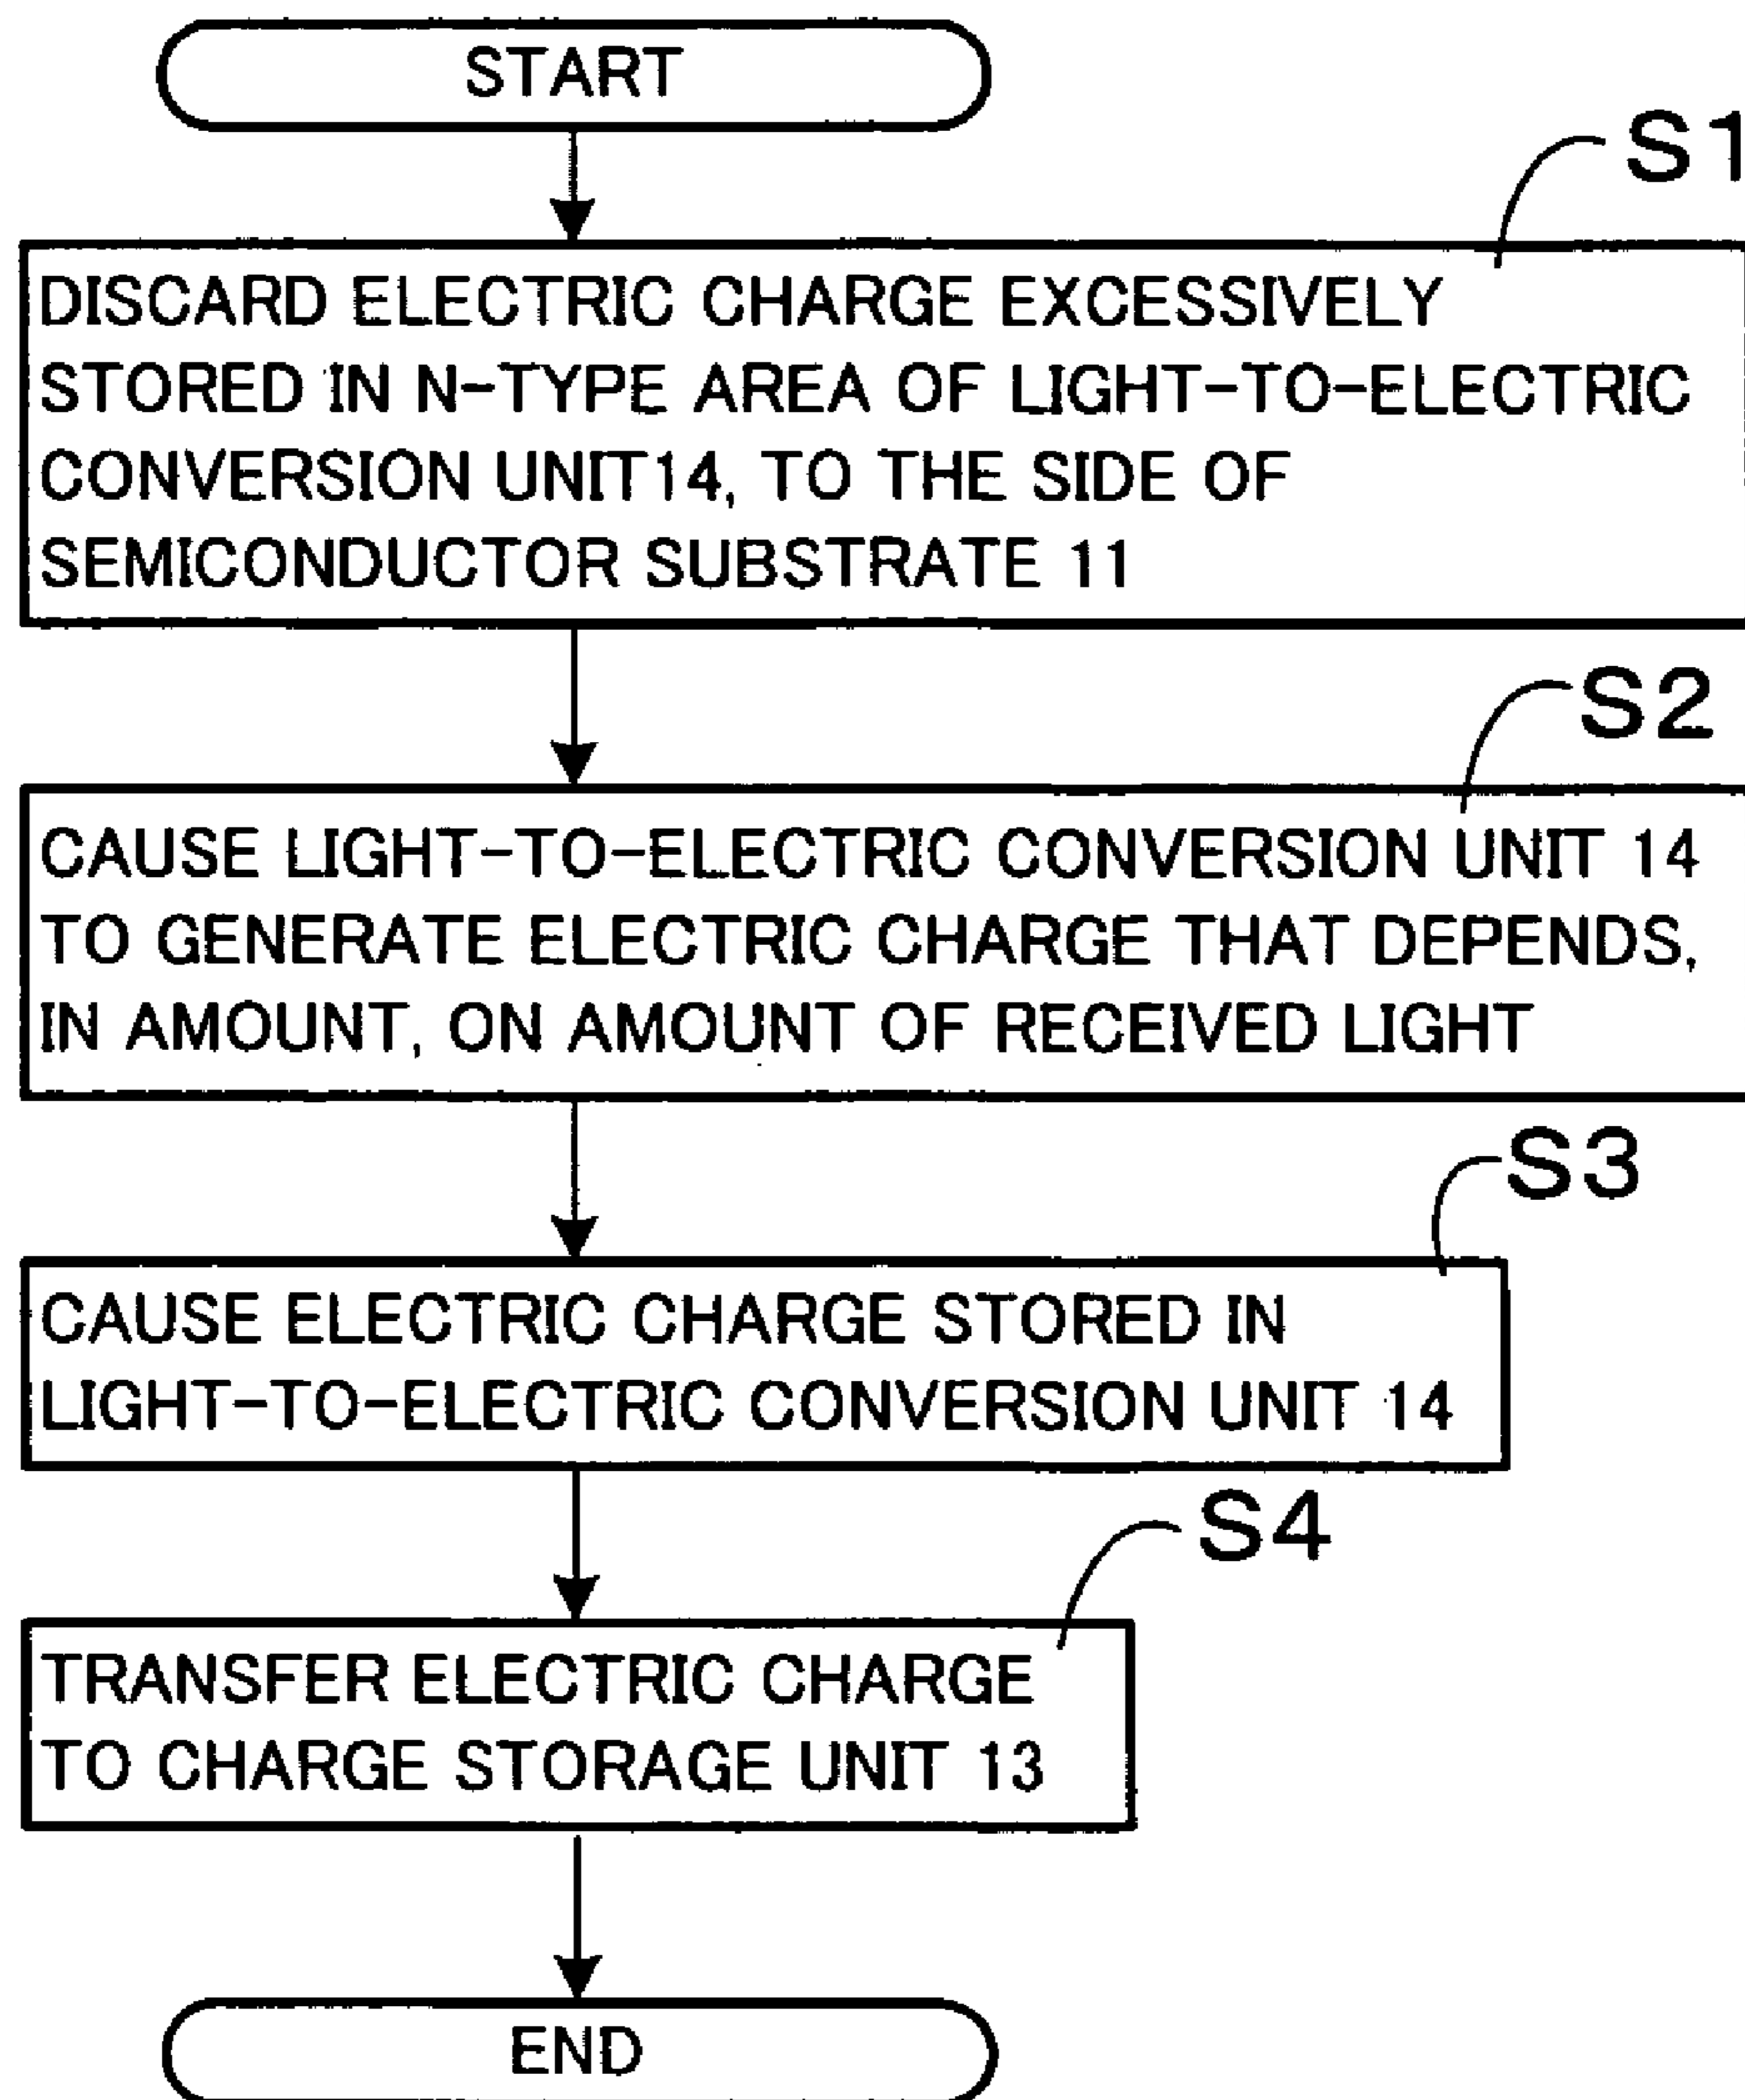 START
S1
DISCARD ELECTRIC CHARGE EXCESSIVELY
STORED IN N-TYPE AREA OF LIGHT-TO-ELECTRIC
CONVERSION UNIT14, TO THE SIDE OF
SEMICONDUCTOR SUBSTRATE 11
S2
CAUSE LIGHT-TO-ELECTRIC CONVERSION UNIT 14
TO GENERATE ELECTRIC CHARGE THAT DEPENDS,
IN AMOUNT, ON AMOUNT OF RECEIVED LIGHT
S3
CAUSE ELECTRIC CHARGE STORED IN
LIGHT-TO-ELECTRIC CONVERSION UNIT 14
S4
TRANSFER ELECTRIC CHARGE
TO CHARGE STORAGE UNIT 13
END